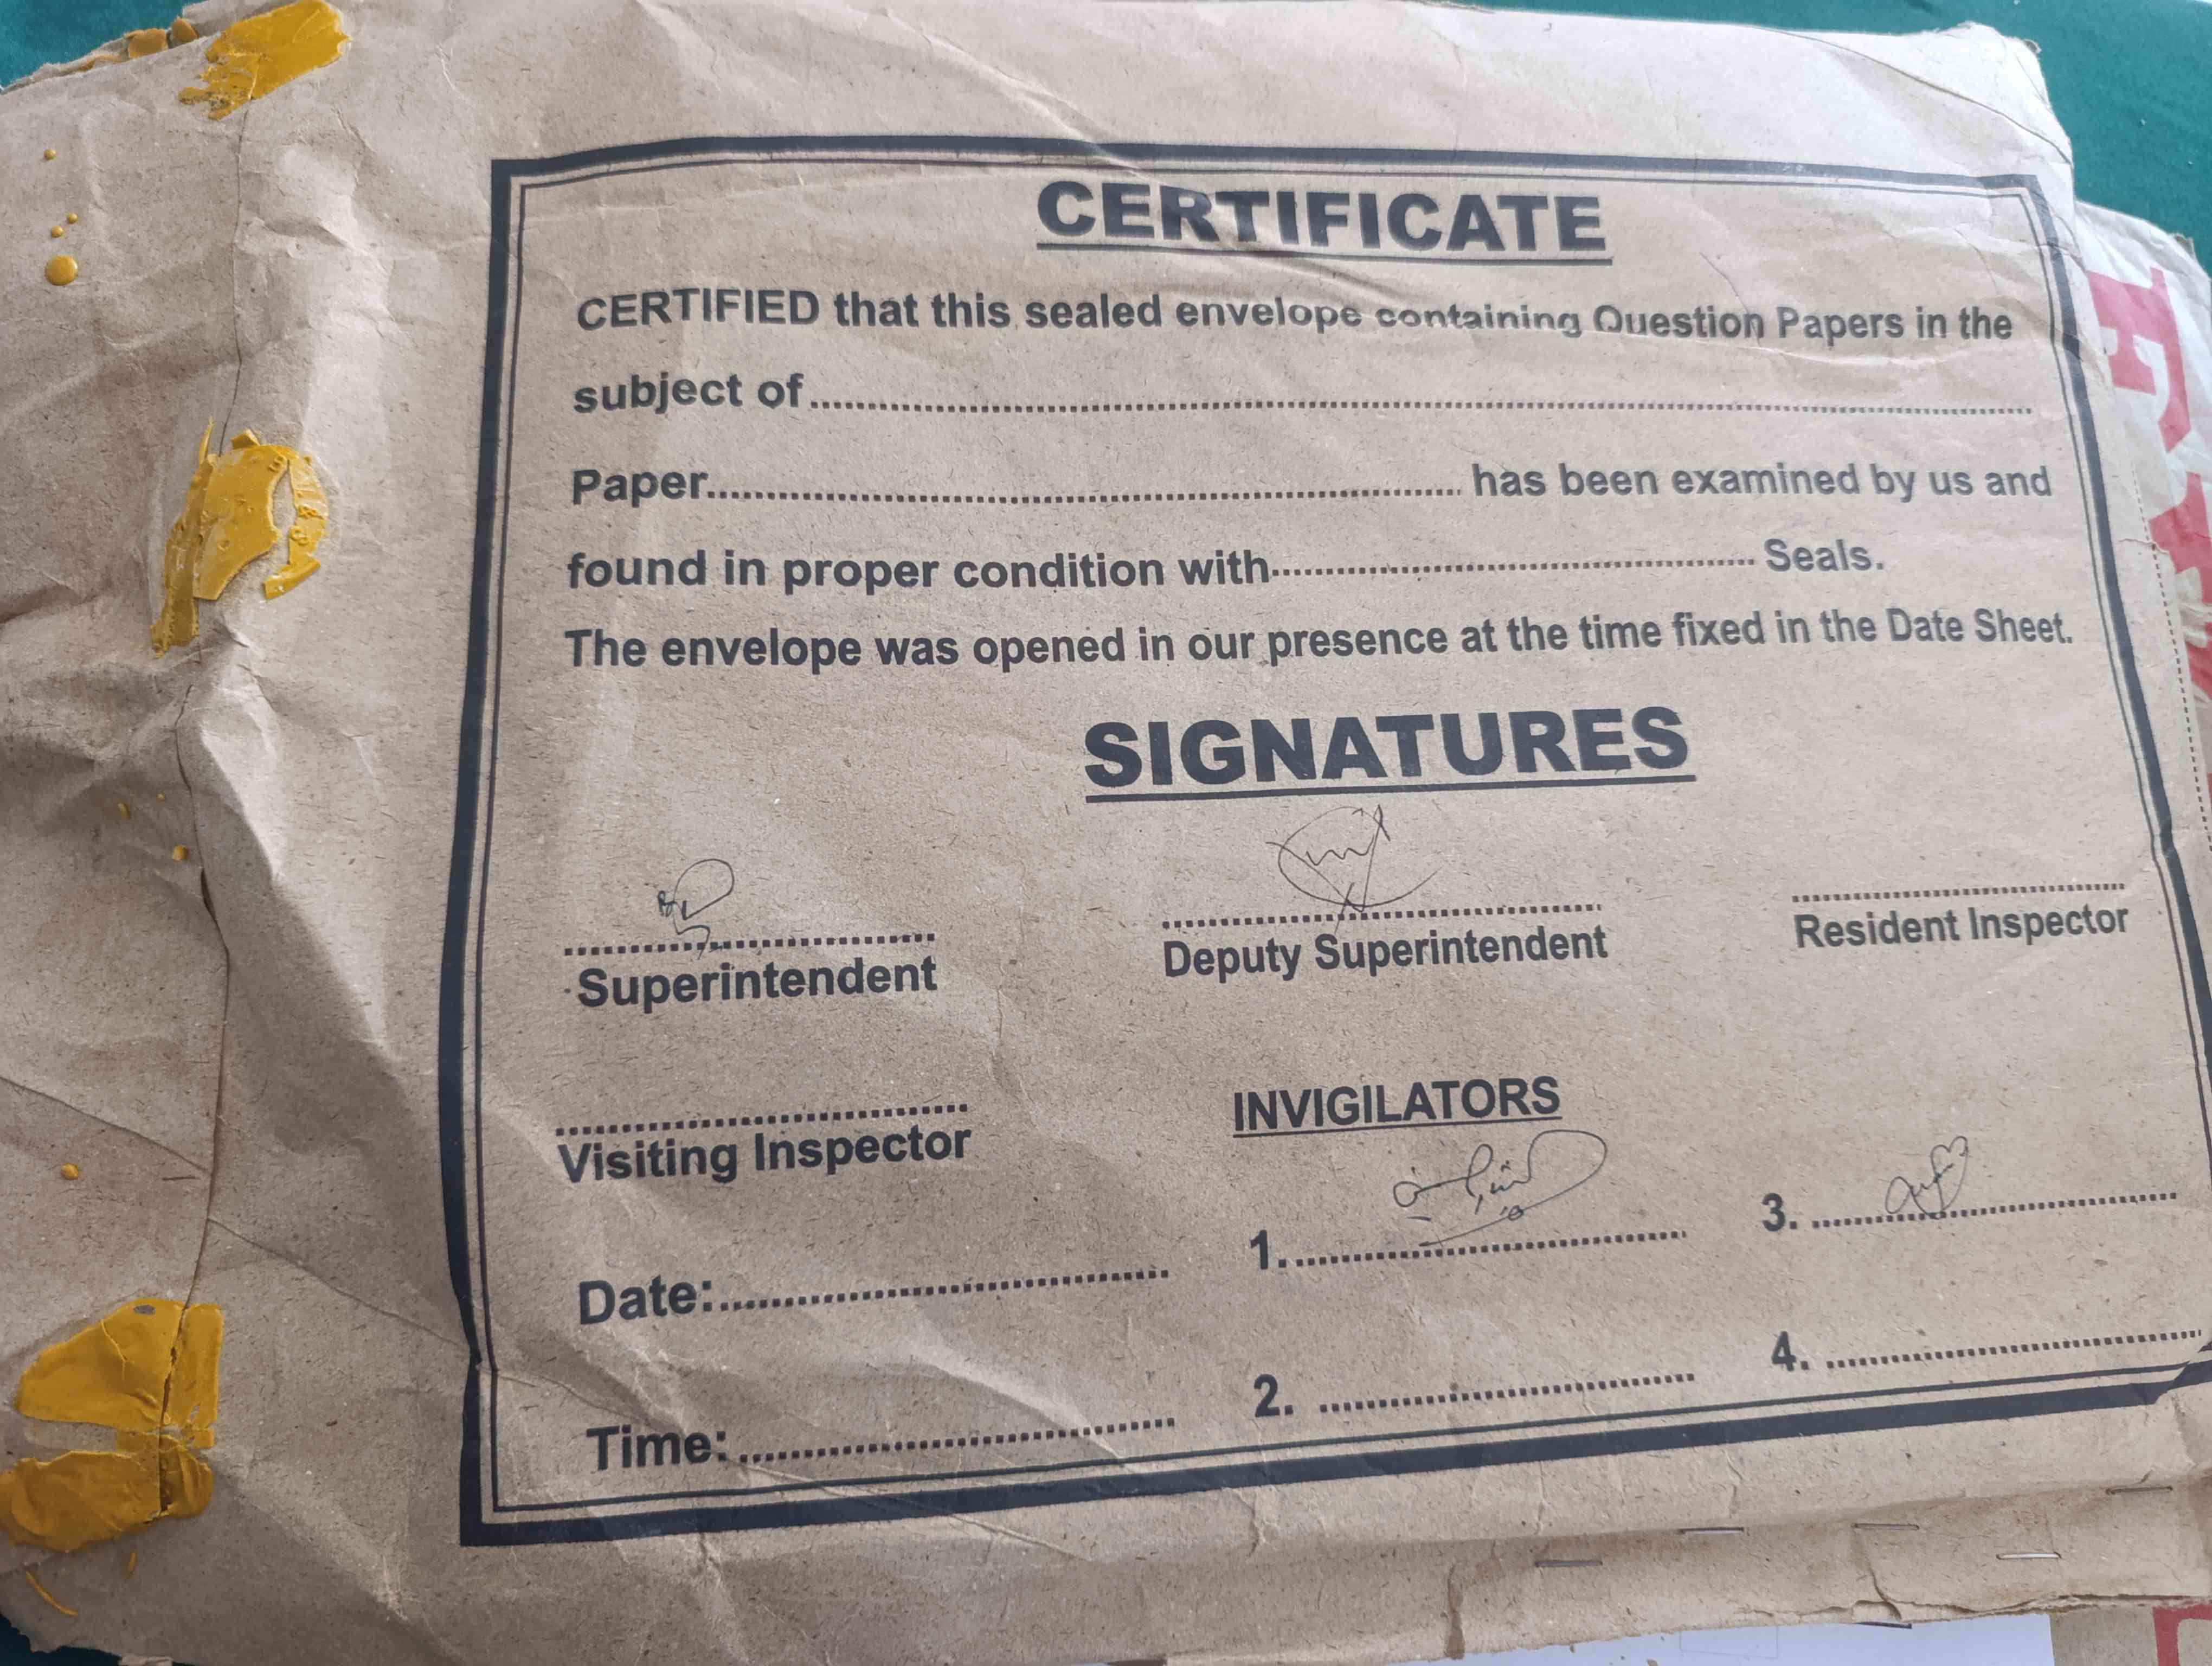 CERTIFICATE
CERTIFIED that this sealed envelope containing Question Papers in the
subject of........................................................................
Paper............................................................ has been examined by us and
found in proper condition with.......................................... Seals.
The envelope was opened in our presence at the time fixed in the Date Sheet.
SIGNATURES
Superintendent
Deputy Superintendent
Resident Inspector
Visiting Inspector
INVIGILATORS
1. ........................................
3. ........................................
Date:........................................
2. ........................................
4. ........................................
Time:........................................